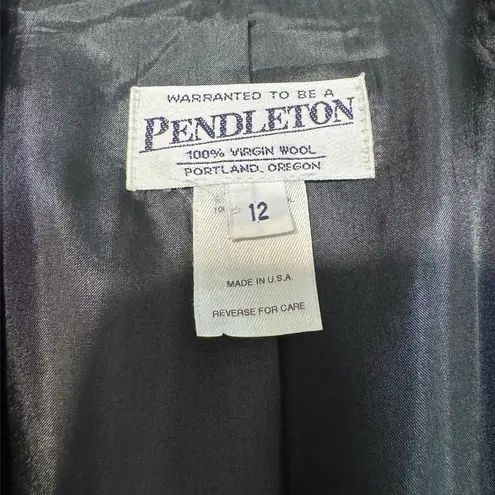 WARRANTED TO BE A
PENDLETON
100% VIRGIN WOOL
PORTLAND, OREGON
12
MADE IN U.S.A.
REVERSE FOR CARE